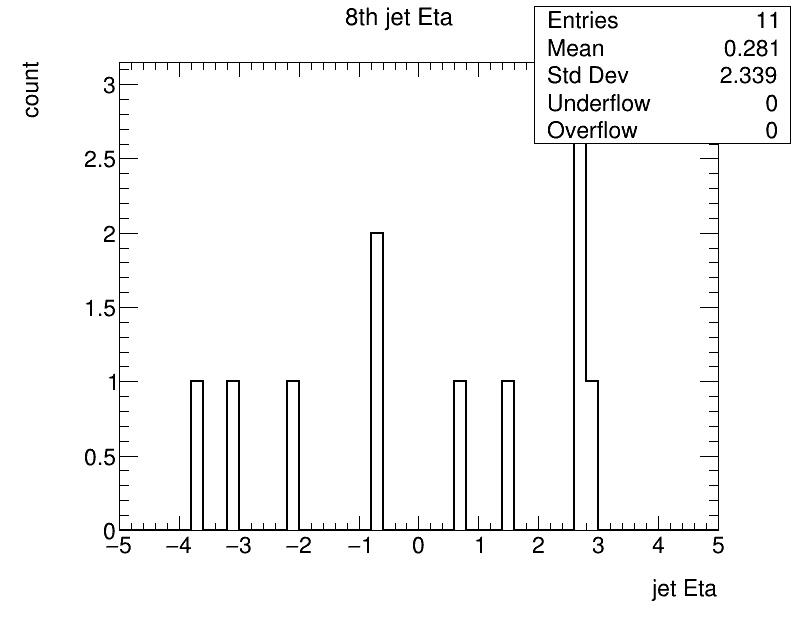 8th jet Eta
Entries 11
Mean 0.281
Std Dev 2.339
Underflow 0
Overflow 0
count
3
2.5
2
1.5
1
0.5
0
−5 −4 −3 −2 −1 0 1 2 3 4 5
jet Eta